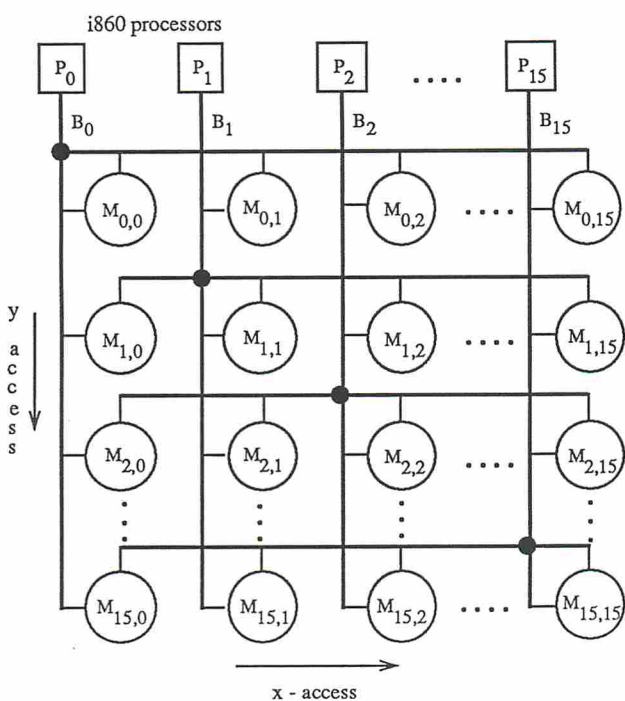 i860 processors
P0 P1 P2 .... P15
B0 B1 B2 B15
M0,0 M0,1 M0,2 .... M0,15
M1,0 M1,1 M1,2 .... M1,15
y access
M2,0 M2,1 M2,2 .... M2,15
M15,0 M15,1 M15,2 .... M15,15
x - access